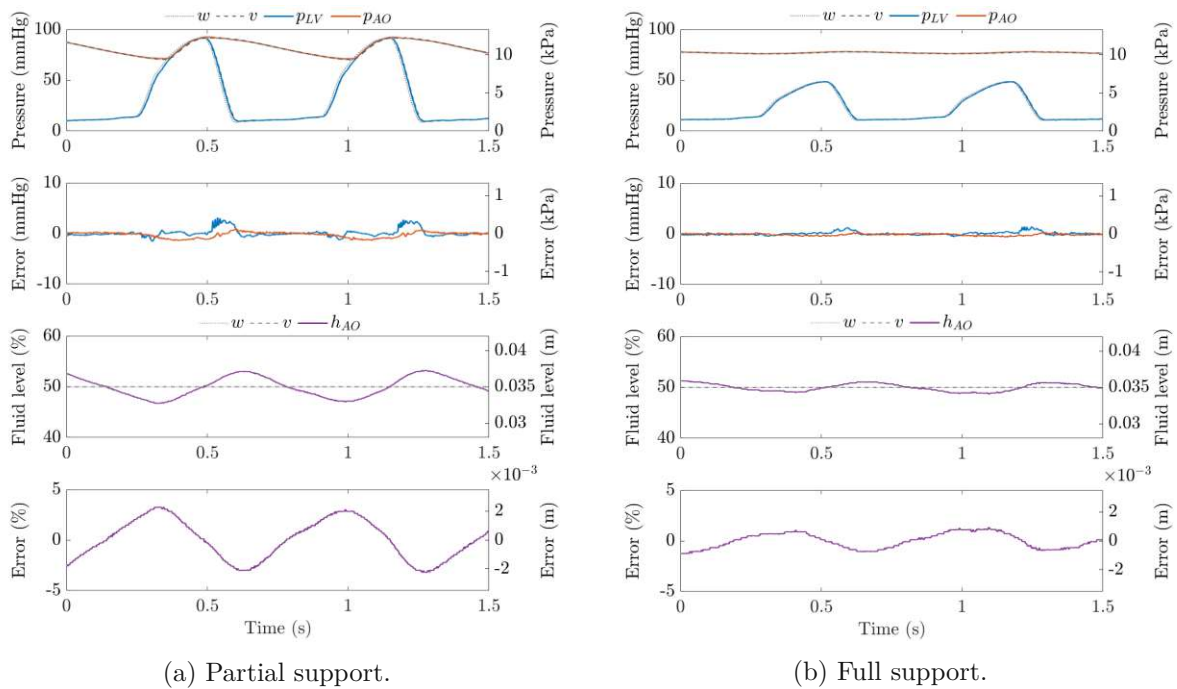 w v p_LV p_AO
Pressure (mmHg)
100
50
0
Pressure (kPa)
10
5
0
0 0.5 1 1.5
Error (mmHg)
10
0
-10
Error (kPa)
1
0
-1
0 0.5 1 1.5
w v h_AO
Fluid level (%)
60
50
40
Fluid level (m)
0.04
0.035
0.03
0 0.5 1 1.5
×10⁻³
Error (%)
5
0
-5
Error (m)
2
0
-2
0 0.5 1 1.5
Time (s)
(a) Partial support.
w v p_LV p_AO
Pressure (mmHg)
100
50
0
Pressure (kPa)
10
5
0
0 0.5 1 1.5
Error (mmHg)
10
0
-10
Error (kPa)
1
0
-1
0 0.5 1 1.5
w v h_AO
Fluid level (%)
60
50
40
Fluid level (m)
0.04
0.035
0.03
0 0.5 1 1.5
×10⁻³
Error (%)
5
0
-5
Error (m)
2
0
-2
0 0.5 1 1.5
Time (s)
(b) Full support.